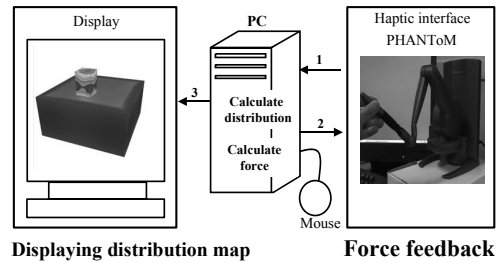 Display
PC
Haptic interface
PHANToM
1
3
Calculate
distribution
2
Calculate
force
Mouse
Displaying distribution map
Force feedback